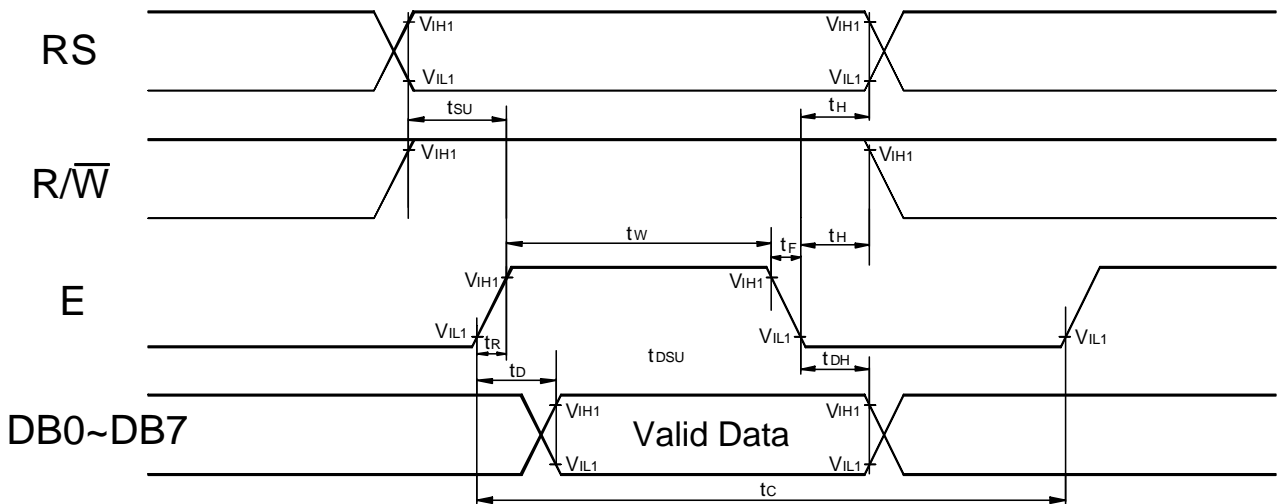 RS
VIH1
VIH1
VIL1
VIL1
tSU
tH
R/W̅
VIH1
VIH1
tW
tF
tH
E
VIH1
VIH1
VIL1
VIL1
VIL1
tR
tD
tDSU
tDH
DB0~DB7
VIH1
Valid Data
VIH1
VIL1
VIL1
tC